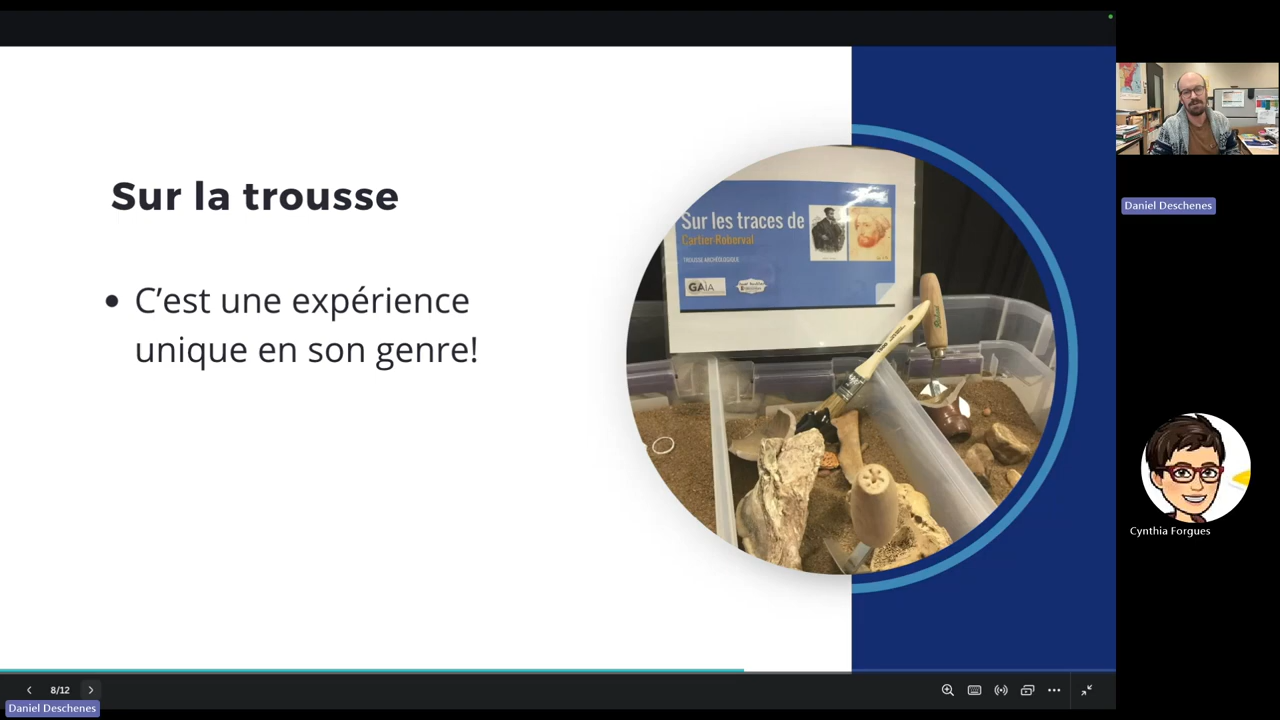 Sur la trousse
• C’est une expérience
unique en son genre!
Sur les traces de
Cartier Roberval
TROUSSE ARCHÉOLOGIQUE
GAÏA
Daniel Deschenes
Cynthia Forgues
8/12
Daniel Deschenes